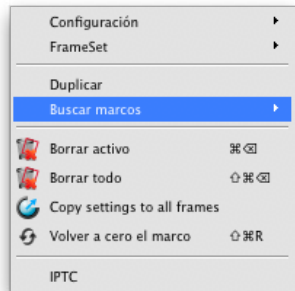 Configuración
FrameSet
Duplicar
Buscar marcos
Borrar activo ⌘⌫
Borrar todo ⇧⌘⌫
Copy settings to all frames
Volver a cero el marco ⇧⌘R
IPTC